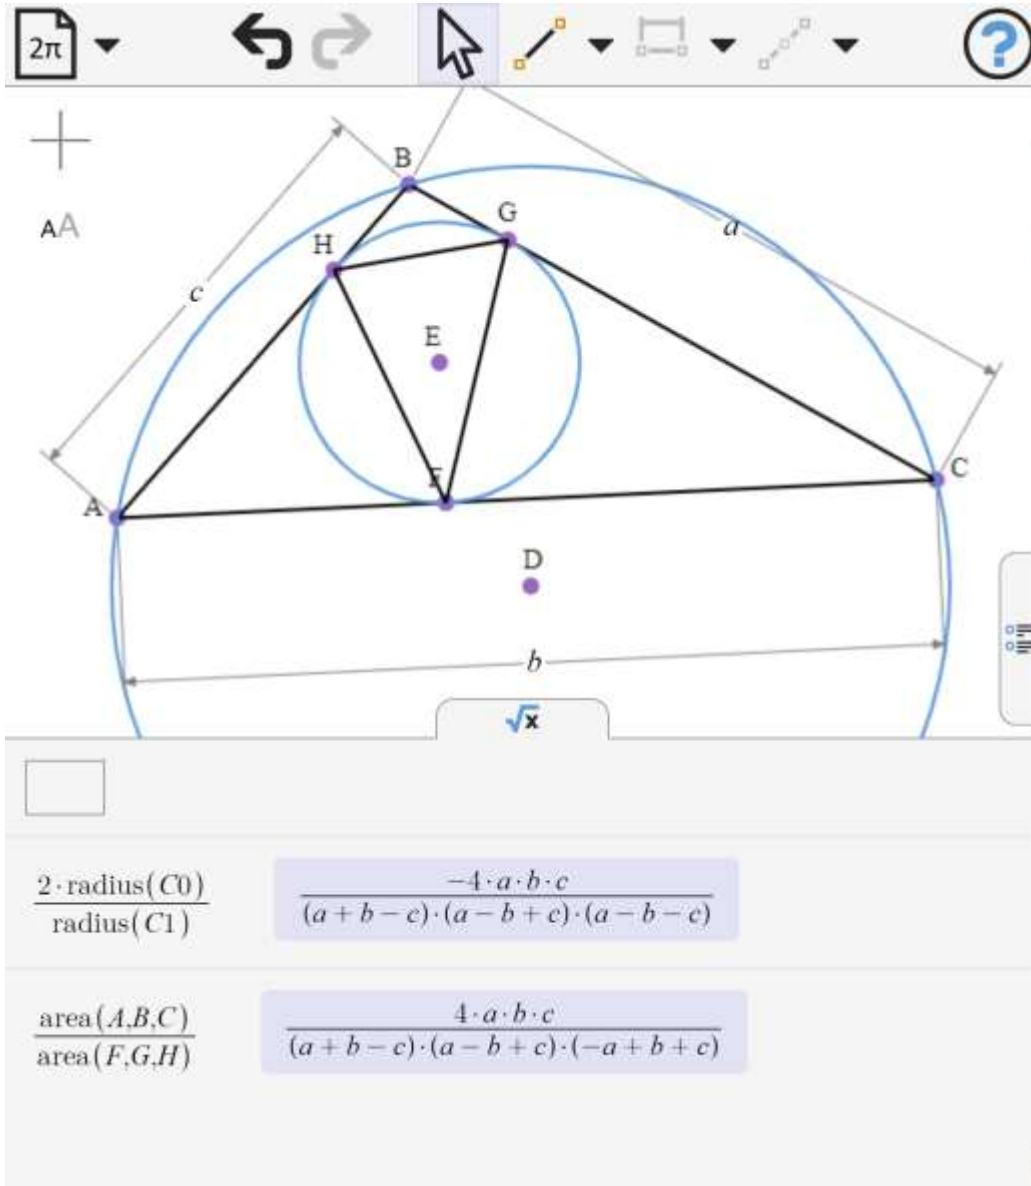 2π
?
AA
B
G
a
H
c
E
F
A
C
D
b
√x
2·radius(C0)/radius(C1) −4·a·b·c/((a+b−c)·(a−b+c)·(a−b−c))
area(A,B,C)/area(F,G,H) 4·a·b·c/((a+b−c)·(a−b+c)·(−a+b+c))